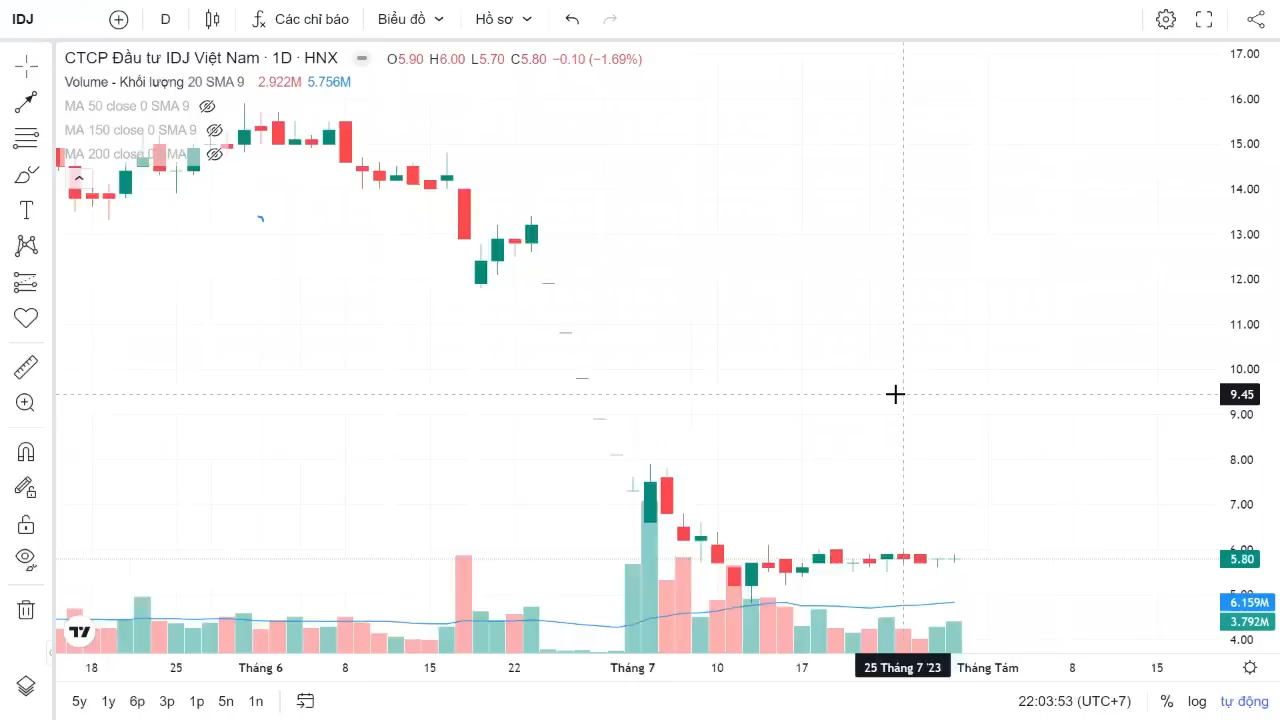 IDJ D Các chỉ báo Biểu đồ Hồ sơ
CTCP Đầu tư IDJ Việt Nam · 1D · HNX O5.90 H6.00 L5.70 C5.80 −0.10 (−1.69%)
Volume - Khối lượng 20 SMA 9 2.922M 5.756M
MA 50 close 0 SMA 9
MA 150 close 0 SMA 9
MA 200 close 0 SMA
17.00
16.00
15.00
14.00
13.00
12.00
11.00
10.00
9.45
9.00
8.00
7.00
6.00
5.80
5.00
6.159M
3.792M
4.00
18 25 Tháng 6 8 15 22 Tháng 7 10 17 25 Tháng 7 '23 Tháng Tám 8 15
5y 1y 6p 3p 1p 5n 1n 22:03:53 (UTC+7) % log tự động